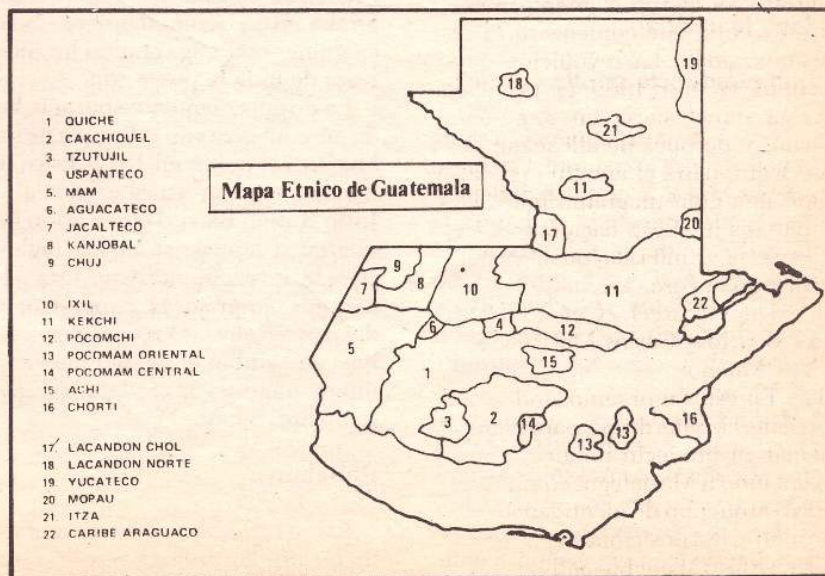 Mapa Etnico de Guatemala
1 QUICHE
2 CAKCHIQUEL
3 TZUTUJIL
4 USPANTECO
5 MAM
6 AGUACATECO
7 JACALTECO
8 KANJOBAL
9 CHUJ
10 IXIL
11 KEKCHI
12 POCOMCHI
13 POCOMAM ORIENTAL
14 POCOMAM CENTRAL
15 ACHI
16 CHORTI
17 LACANDON CHOL
18 LACANDON NORTE
19 YUCATECO
20 MOPAU
21 ITZA
22 CARIBE ARAGUACO
19
18
21
11
17
20
9
7
8
10
11
22
5
6
4
12
1
15
3
2
14
13
13
16